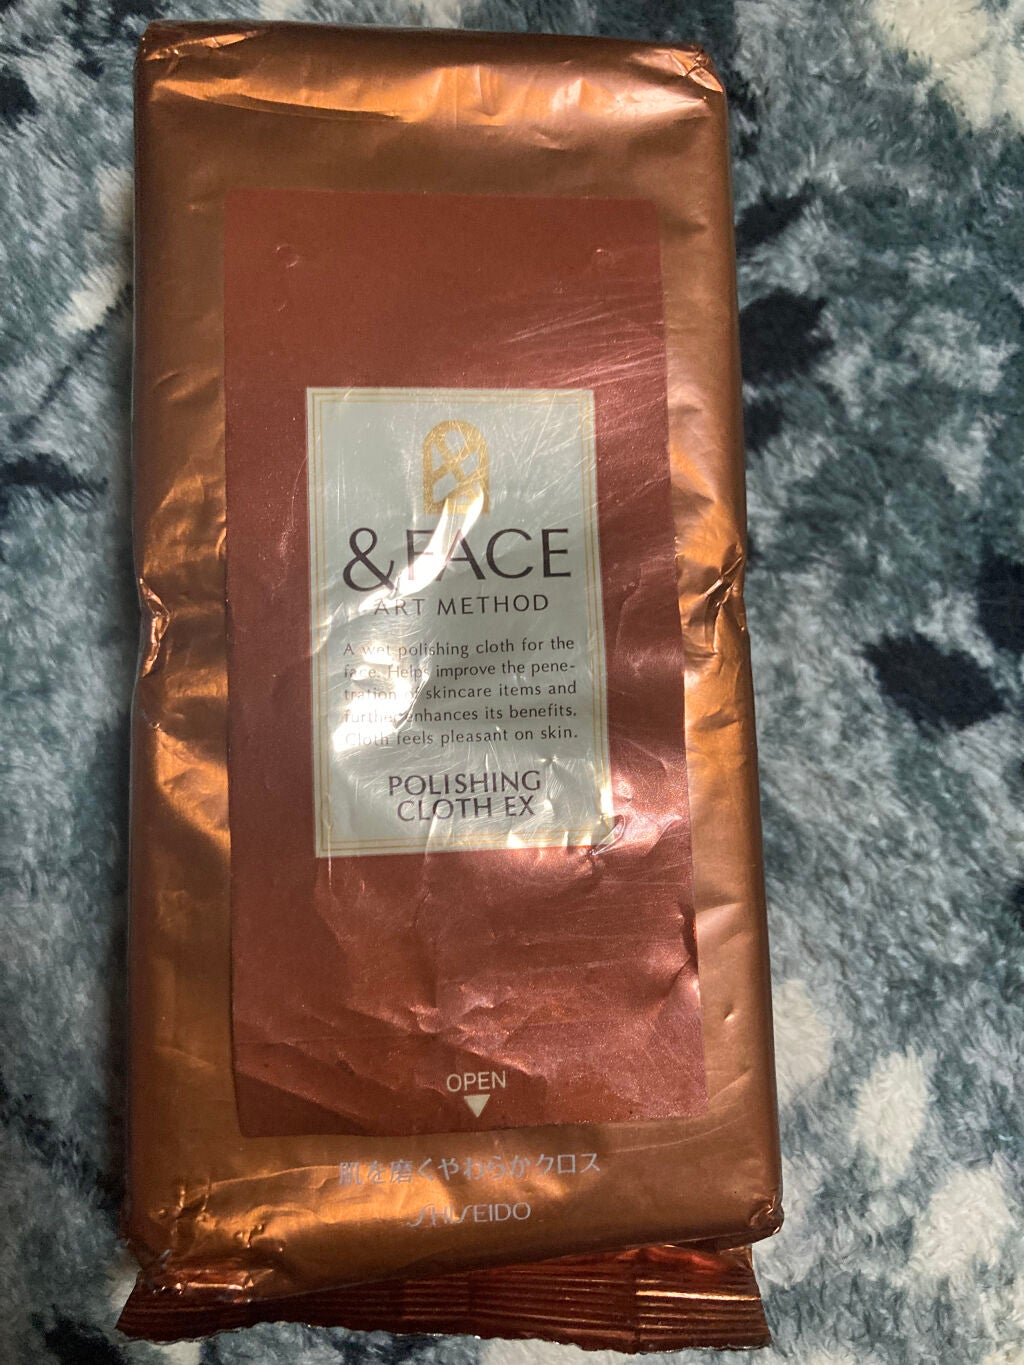 & FACE
ART METHOD
A wet polishing cloth for the
face. Helps improve the pene-
tration of skincare items and
further enhances its benefits.
Cloth feels pleasant on skin.
POLISHING
CLOTH EX
OPEN
肌を磨くやわらかクロス
SHISEIDO